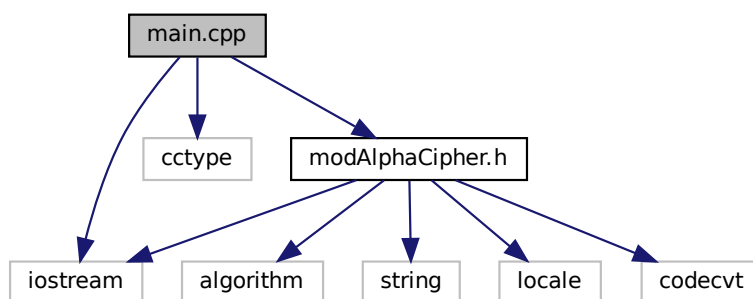 main.cpp
cctype
modAlphaCipher.h
iostream
algorithm
string
locale
codecvt